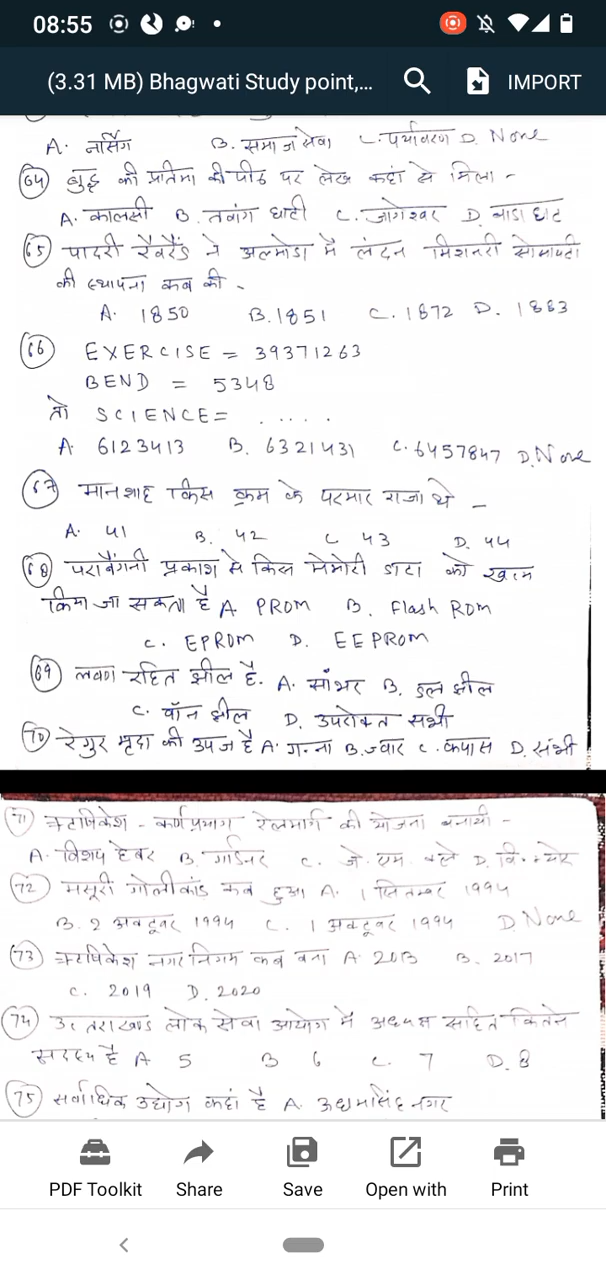 08:55
(3.31 MB) Bhagwati Study point,... IMPORT
A. नर्सिंग B. समाज सेवा C. पर्यावरण D. None
64 बुद्ध की प्रतिमा की पीठ पर लेख कहां से मिला -
A. कालसी B. तवांग घाटी C. जागेश्वर D. बाडाहाट
65 पादरी रैवरैंड ने अल्मोडा में लंदन मिशनरी सोसायटी
की स्थापना कब की -
A. 1850 B. 1851 C. 1872 D. 1883
66 EXERCISE = 39371263
BEND = 5348
तो SCIENCE = .....
A. 6123413 B. 6321431 C. 6457847 D. None
67 मानशाह किस क्रम के परमार राजा थे -
A. 41 B. 42 C 43 D. 44
68 पराबैंगनी प्रकाश से किस मेमोरी डाटा को खत्म
किया जा सकता है A PROM B. Flash ROM
C. EPROM D. EEPROM
69 लवण रहित झील है. A. सांभर B. डल झील
C. वॉन झील D. उपरोक्त सभी
70 रेगुर मृदा की उपज है A. गन्ना B. ज्वार C. कपास D. सभी
71 ऋषिकेश - कर्णप्रयाग रेलमार्ग की योजना बनायी -
A. विशप हेबर B. गार्डनर C. जे. एम. क्ले D.
72 मसूरी गोलीकांड कब हुआ A. 1 सितम्बर 1994
B. 2 अक्टूबर 1994 C. 1 अक्टूबर 1994 D. None
73 ऋषिकेश नगर निगम कब बना A. 2013 B. 2017
C. 2019 D. 2020
74 उत्तराखण्ड लोक सेवा आयोग में अध्यक्ष सहित कितने
सदस्य है A 5 B 6 C. 7 D. 8
75 सर्वाधिक उद्योग कहां है A. उधमसिंह नगर
PDF Toolkit Share Save Open with Print